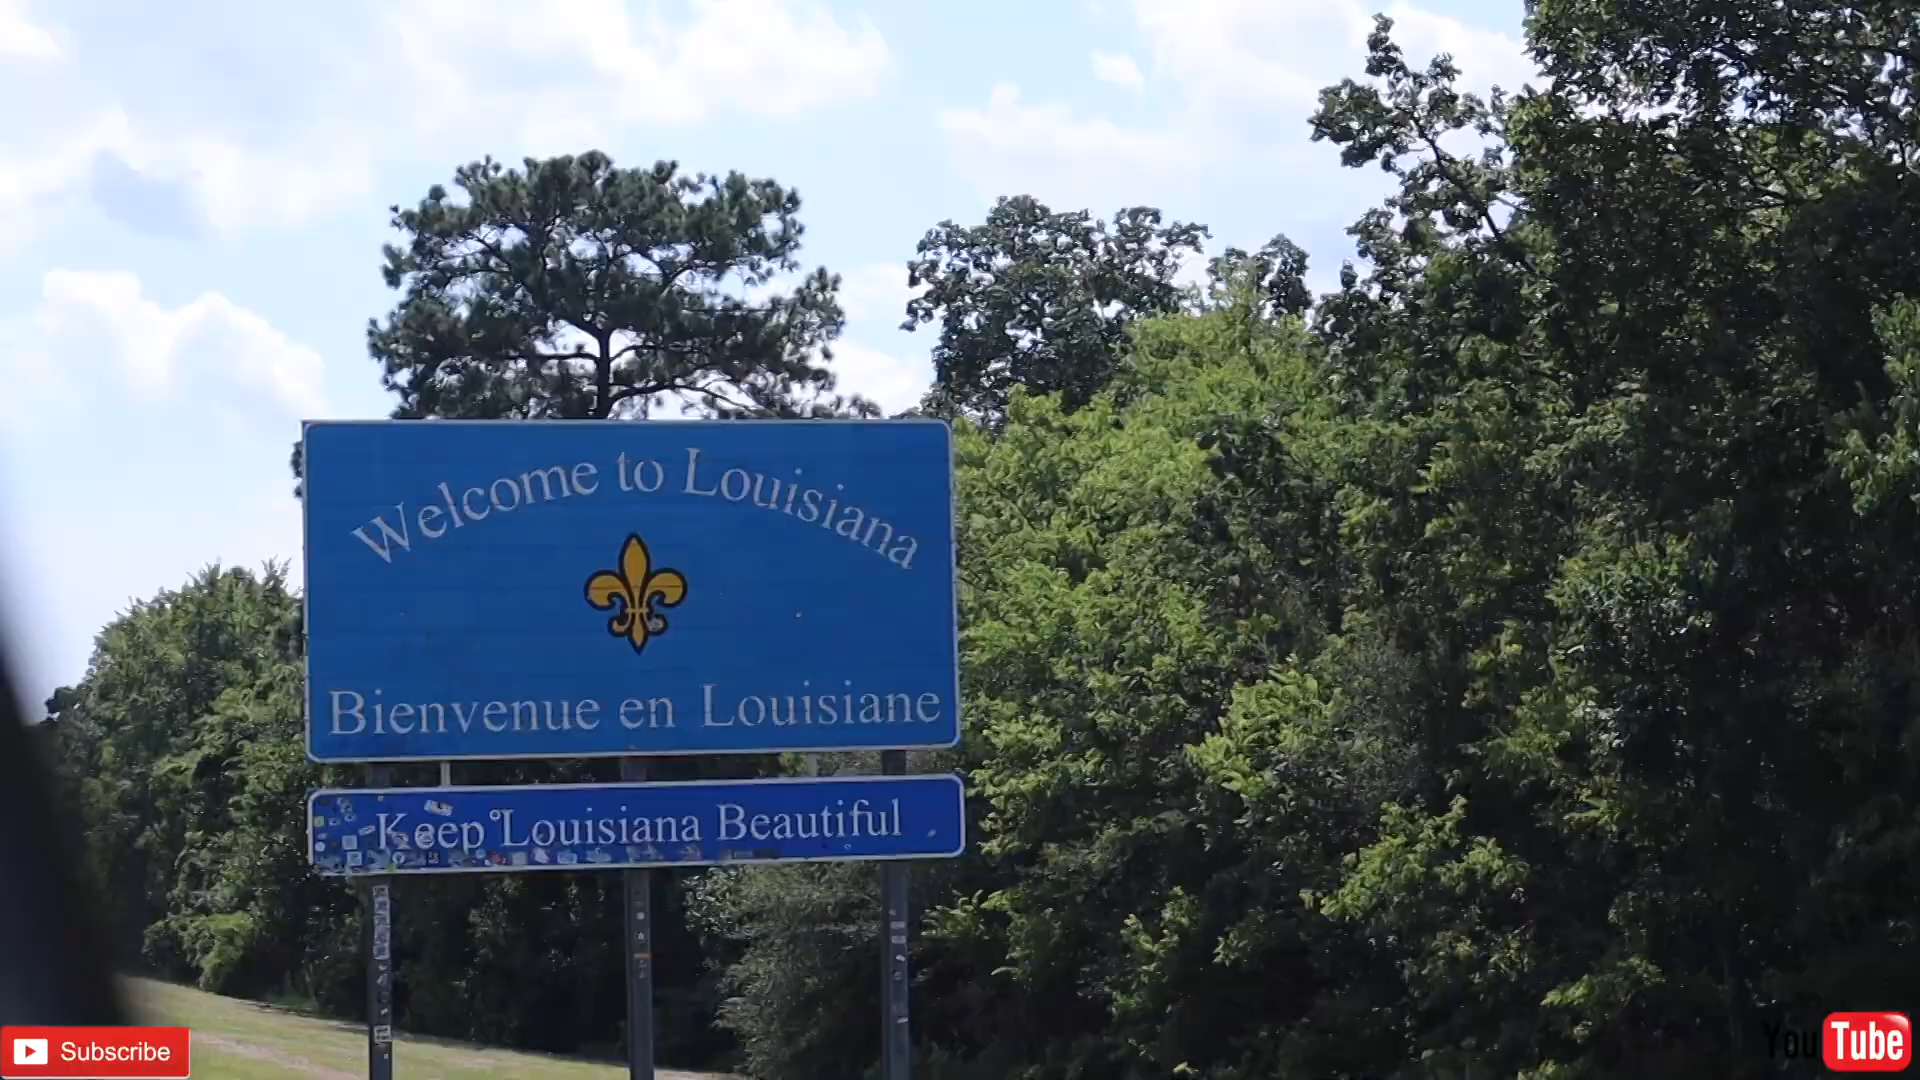 Welcome to Louisiana
Bienvenue en Louisiane
Keep Louisiana Beautiful
Subscribe
YouTube